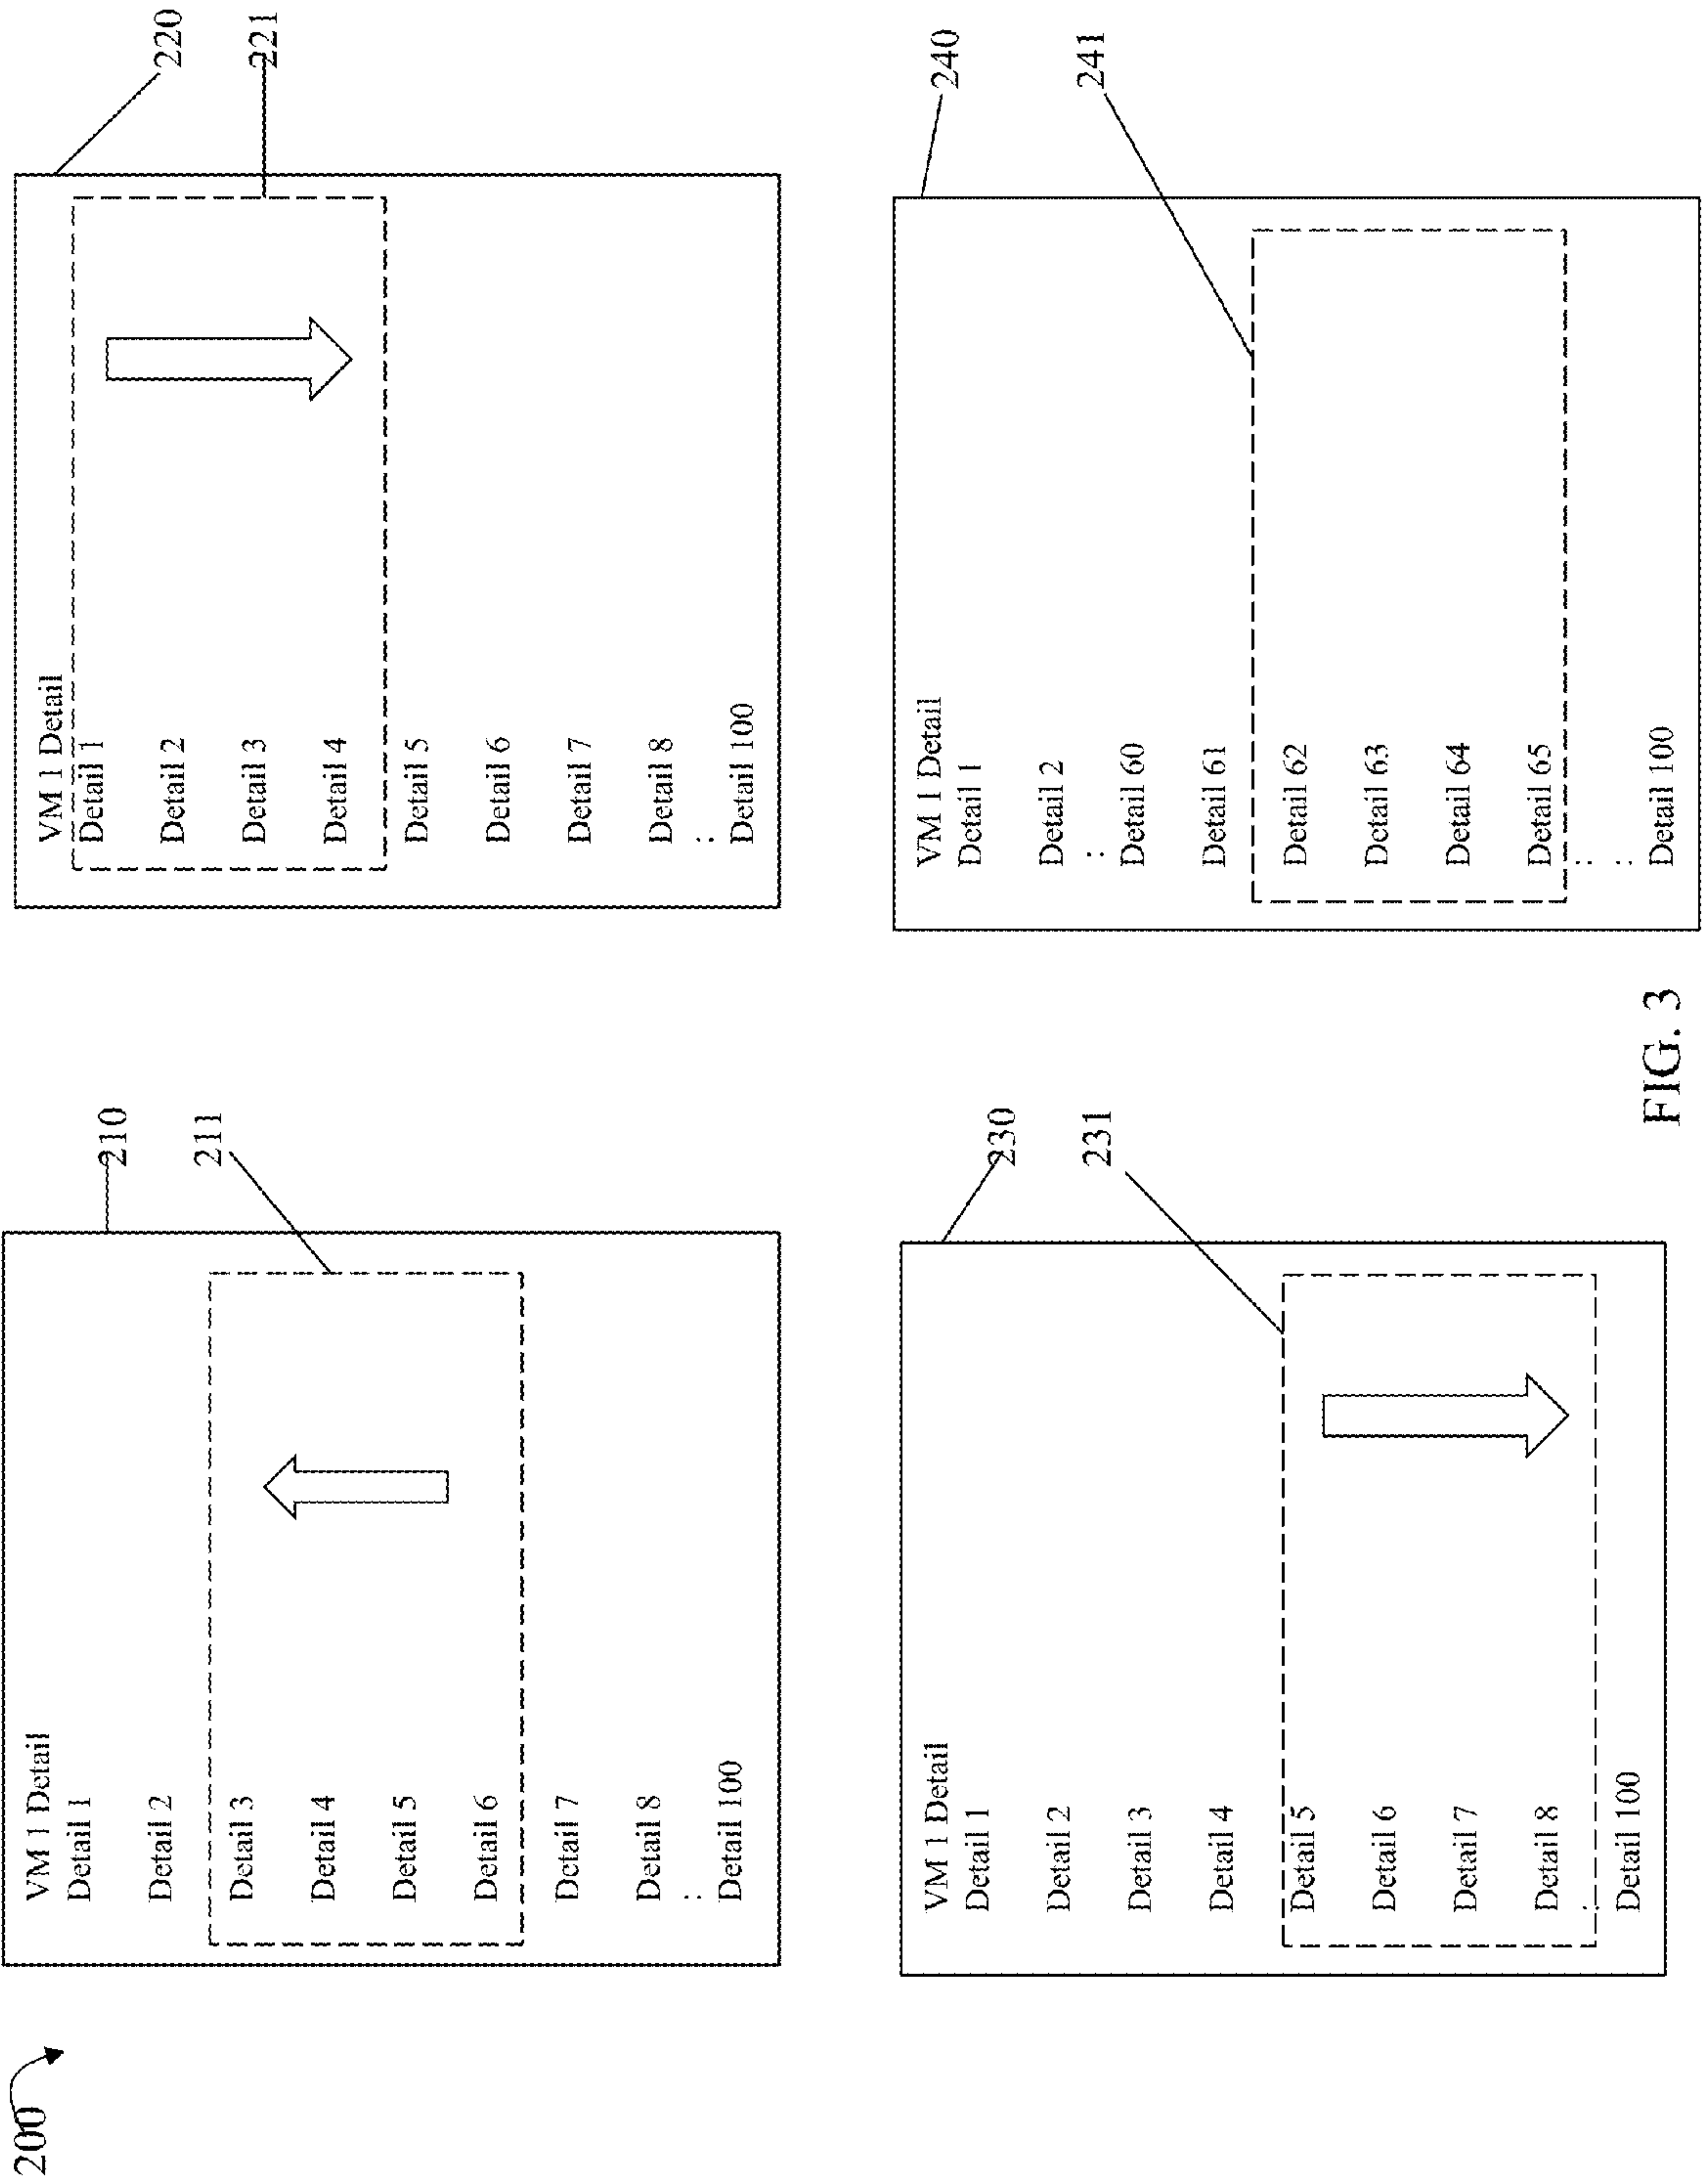 200
210
211
VM 1 Detail
Detail 1
Detail 2
Detail 3
Detail 4
Detail 5
Detail 6
Detail 7
Detail 8
:
Detail 100
220
221
VM 1 Detail
Detail 1
Detail 2
Detail 3
Detail 4
Detail 5
Detail 6
Detail 7
Detail 8
:
Detail 100
230
231
VM 1 Detail
Detail 1
Detail 2
Detail 3
Detail 4
Detail 5
Detail 6
Detail 7
Detail 8
:
Detail 100
240
241
VM 1 Detail
Detail 1
Detail 2
:
Detail 60
Detail 61
Detail 62
Detail 63
Detail 64
Detail 65
:
:
Detail 100
FIG. 3